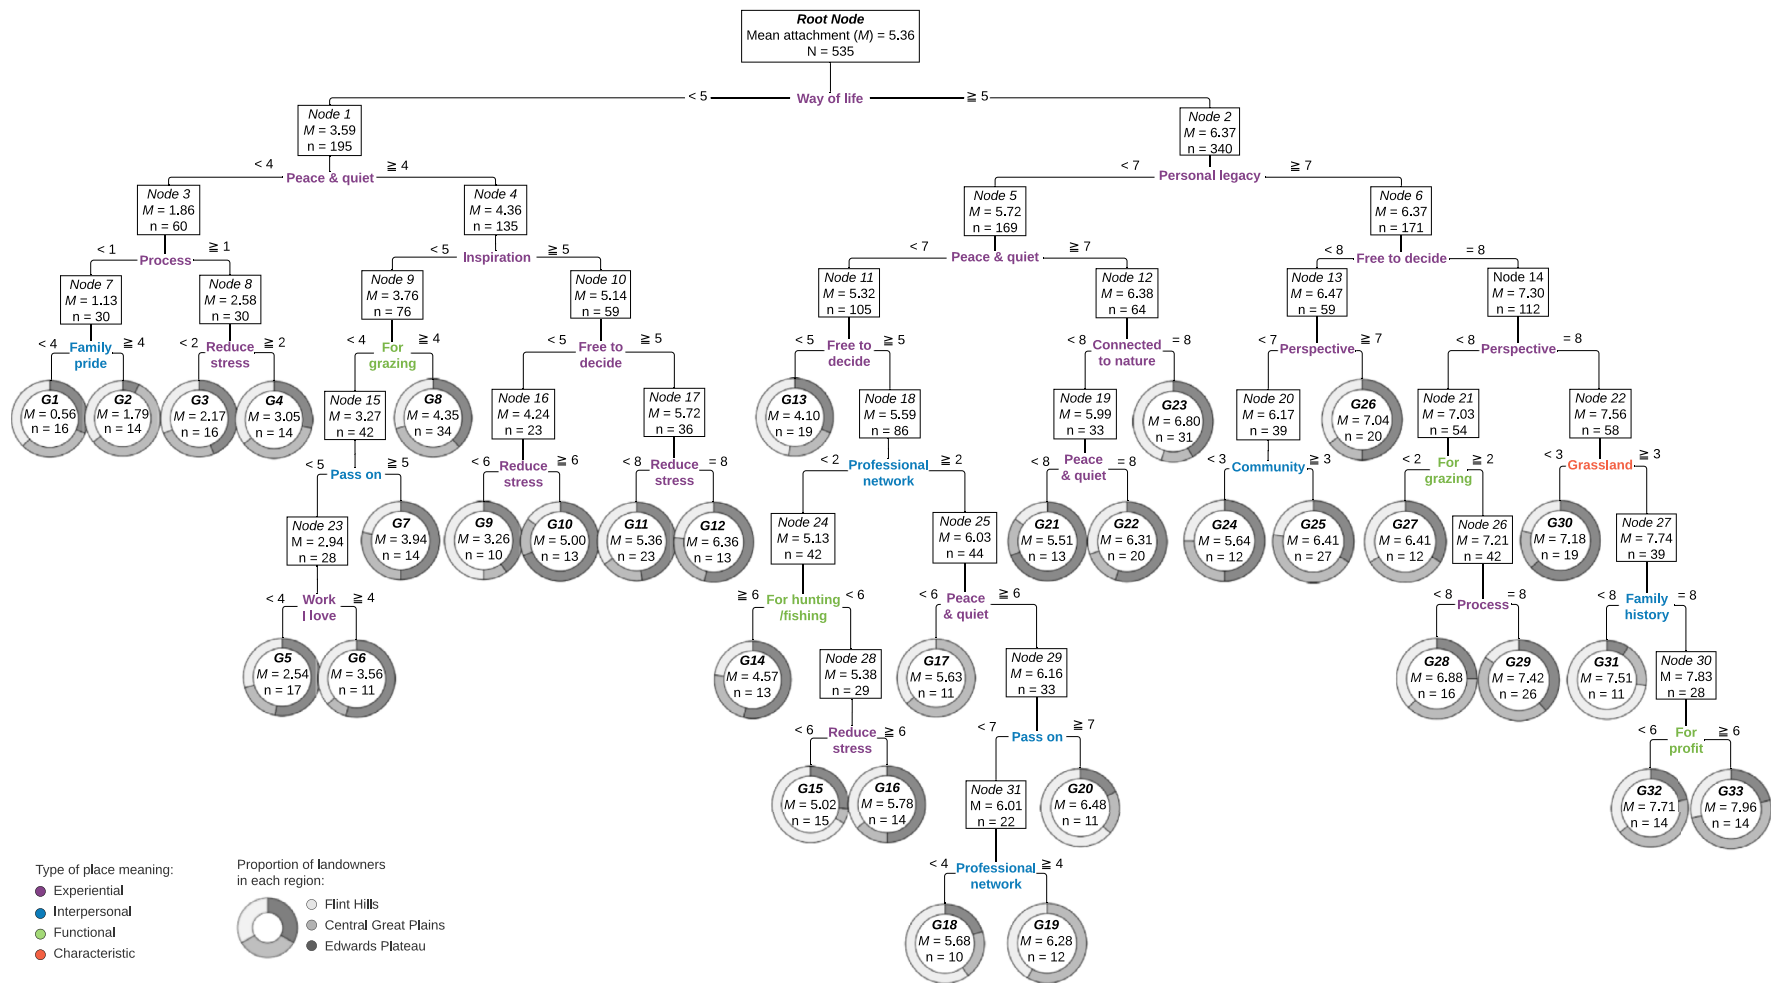 Root Node
Mean attachment (M) = 5.36
N = 535
< 5
Way of life
≧ 5
Node 1
M = 3.59
n = 195
Node 2
M = 6.37
n = 340
< 4
Peace & quiet
≧ 4
< 7
Personal legacy
≧ 7
Node 3
M = 1.86
n = 60
Node 4
M = 4.36
n = 135
Node 5
M = 5.72
n = 169
Node 6
M = 6.37
n = 171
< 1
Process
≧ 1
< 5
Inspiration
≧ 5
< 7
Peace & quiet
≧ 7
< 8
Free to decide
= 8
Node 7
M = 1.13
n = 30
Node 8
M = 2.58
n = 30
Node 9
M = 3.76
n = 76
Node 10
M = 5.14
n = 59
Node 11
M = 5.32
n = 105
Node 12
M = 6.38
n = 64
Node 13
M = 6.47
n = 59
Node 14
M = 7.30
n = 112
< 4
Family
pride
≧ 4
< 2
Reduce
stress
≧ 2
< 4
For
grazing
≧ 4
< 5
Free to
decide
≧ 5
< 5
Free to
decide
≧ 5
< 8
Connected
to nature
= 8
< 7
Perspective
≧ 7
< 8
Perspective
= 8
G1
M = 0.56
n = 16
G2
M = 1.79
n = 14
G3
M = 2.17
n = 16
G4
M = 3.05
n = 14
Node 15
M = 3.27
n = 42
G8
M = 4.35
n = 34
Node 16
M = 4.24
n = 23
Node 17
M = 5.72
n = 36
G13
M = 4.10
n = 19
Node 18
M = 5.59
n = 86
Node 19
M = 5.99
n = 33
G23
M = 6.80
n = 31
Node 20
M = 6.17
n = 39
G26
M = 7.04
n = 20
Node 21
M = 7.03
n = 54
Node 22
M = 7.56
n = 58
< 5
Pass on
≧ 5
< 6
Reduce
stress
≧ 6
< 8
Reduce
stress
= 8
< 2
Professional
network
≧ 2
< 8
Peace
& quiet
= 8
< 3
Community
≧ 3
< 2
For
grazing
≧ 2
< 3
Grassland
≧ 3
Node 23
M = 2.94
n = 28
G7
M = 3.94
n = 14
G9
M = 3.26
n = 10
G10
M = 5.00
n = 13
G11
M = 5.36
n = 23
G12
M = 6.36
n = 13
Node 24
M = 5.13
n = 42
Node 25
M = 6.03
n = 44
G21
M = 5.51
n = 13
G22
M = 6.31
n = 20
G24
M = 5.64
n = 12
G25
M = 6.41
n = 27
G27
M = 6.41
n = 12
Node 26
M = 7.21
n = 42
G30
M = 7.18
n = 19
Node 27
M = 7.74
n = 39
< 4
Work
I love
≧ 4
≧ 6
For hunting
/fishing
< 6
< 6
Peace
& quiet
≧ 6
< 8
Process
= 8
< 8
Family
history
= 8
G5
M = 2.54
n = 17
G6
M = 3.56
n = 11
G14
M = 4.57
n = 13
Node 28
M = 5.38
n = 29
G17
M = 5.63
n = 11
Node 29
M = 6.16
n = 33
G28
M = 6.88
n = 16
G29
M = 7.42
n = 26
G31
M = 7.51
n = 11
Node 30
M = 7.83
n = 28
< 6
Reduce
stress
≧ 6
< 7
Pass on
≧ 7
< 6
For
profit
≧ 6
G15
M = 5.02
n = 15
G16
M = 5.78
n = 14
Node 31
M = 6.01
n = 22
G20
M = 6.48
n = 11
G32
M = 7.71
n = 14
G33
M = 7.96
n = 14
< 4
Professional
network
≧ 4
G18
M = 5.68
n = 10
G19
M = 6.28
n = 12
Type of place meaning:
Experiential
Interpersonal
Functional
Characteristic
Proportion of landowners
in each region:
Flint Hills
Central Great Plains
Edwards Plateau